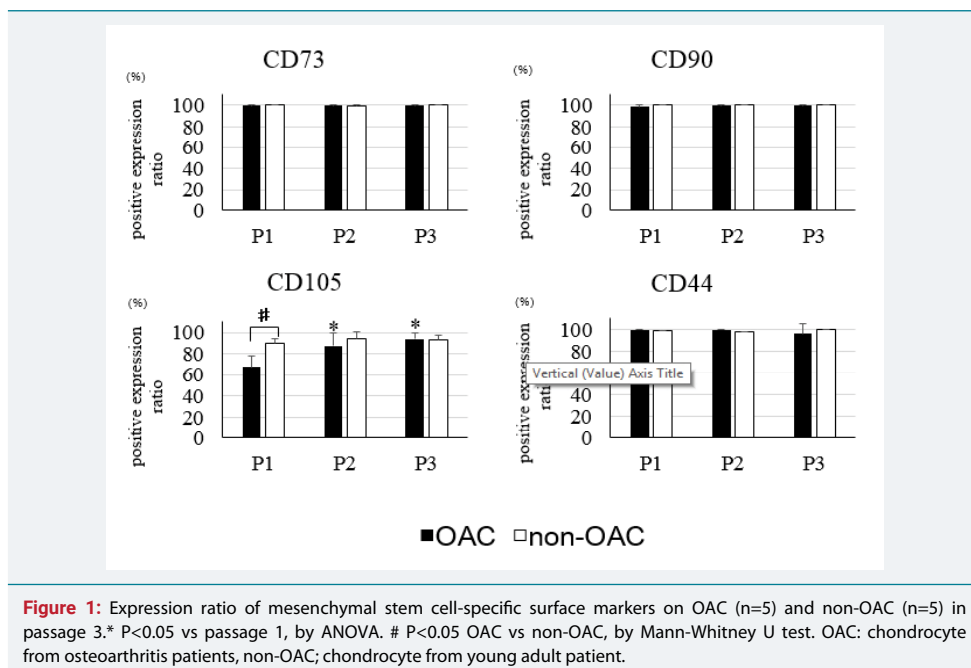 CD73
(%)
positive expression
ratio
100
80
60
40
20
0
P1 P2 P3
CD90
(%)
positive expression
ratio
100
80
60
40
20
0
P1 P2 P3
CD105
(%)
positive expression
ratio
100
80
60
40
20
0
#
* *
P1 P2 P3
CD44
(%)
positive expression
ratio
100
80
60
40
20
0
Vertical (Value) Axis Title
P1 P2 P3
■OAC □non-OAC
Figure 1: Expression ratio of mesenchymal stem cell-specific surface markers on OAC (n=5) and non-OAC (n=5) in
passage 3.* P<0.05 vs passage 1, by ANOVA. # P<0.05 OAC vs non-OAC, by Mann-Whitney U test. OAC: chondrocyte
from osteoarthritis patients, non-OAC; chondrocyte from young adult patient.